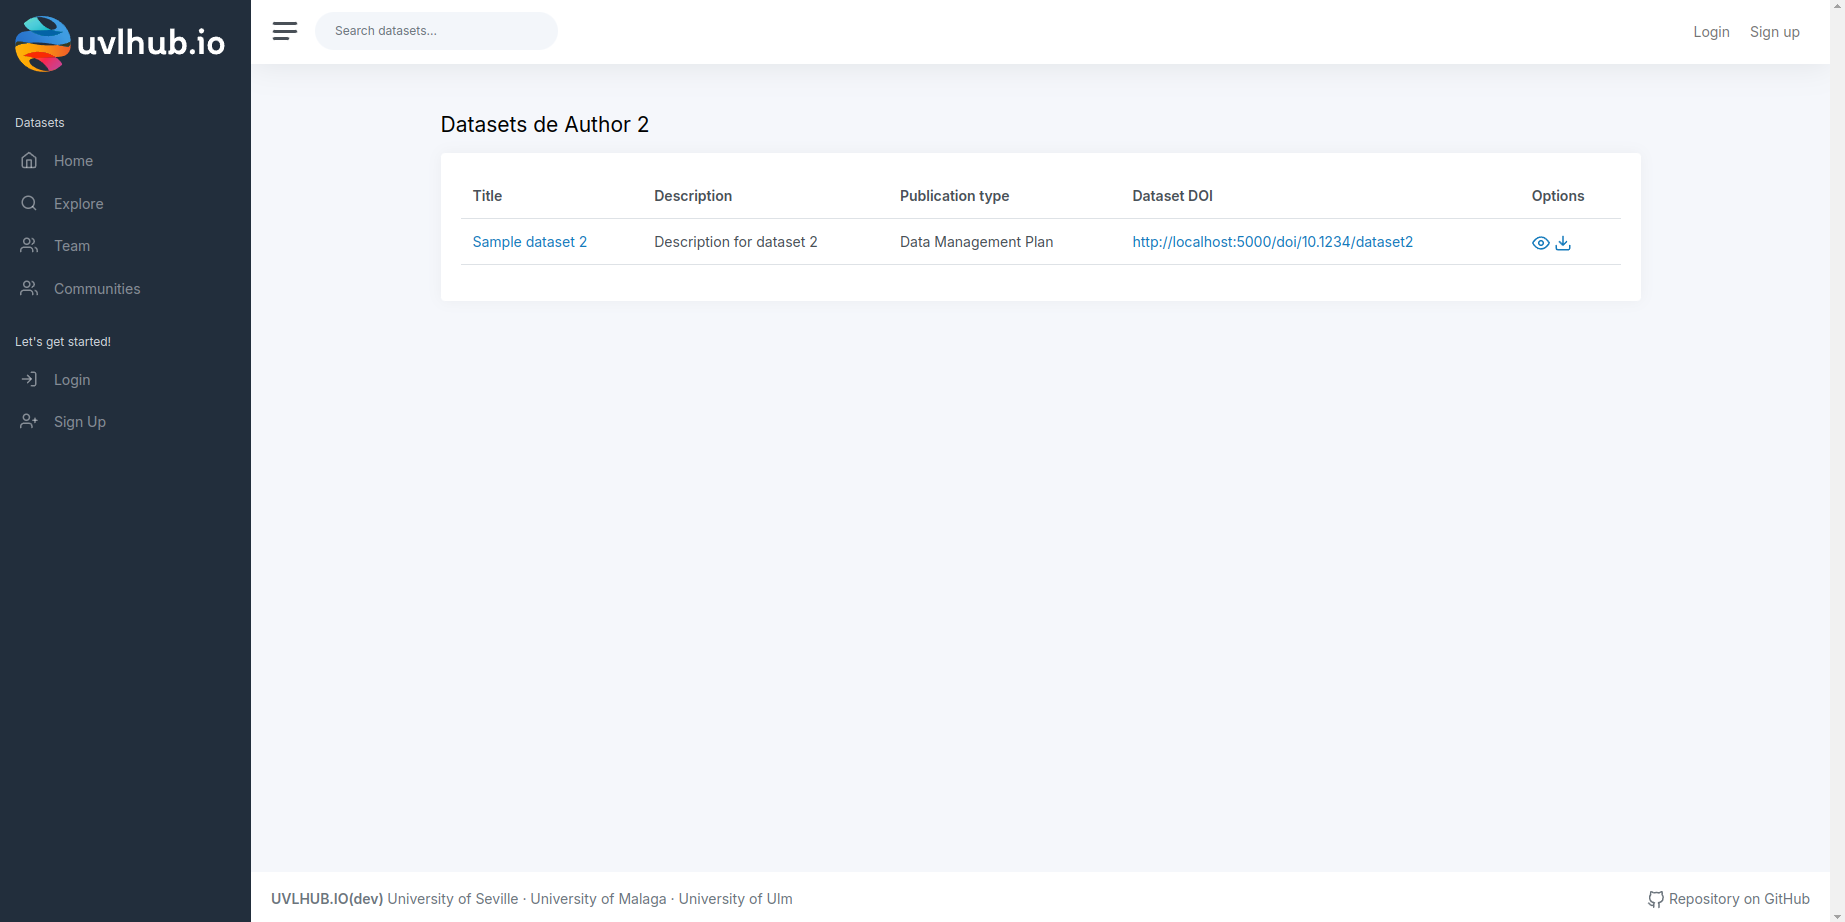 uvlhub.io
Search datasets...
Login
Sign up
Datasets
Home
Explore
Team
Communities
Let's get started!
Login
Sign Up
Datasets de Author 2
Title Description Publication type Dataset DOI Options
Sample dataset 2 Description for dataset 2 Data Management Plan http://localhost:5000/doi/10.1234/dataset2
UVLHUB.IO(dev) University of Seville · University of Malaga · University of Ulm
Repository on GitHub